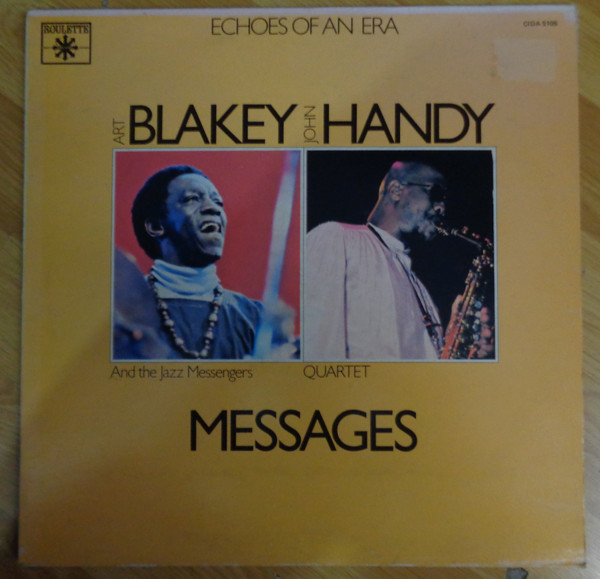 ROULETTE
ECHOES OF AN ERA
ART BLAKEY JOHN HANDY
And the Jazz Messengers
QUARTET
MESSAGES